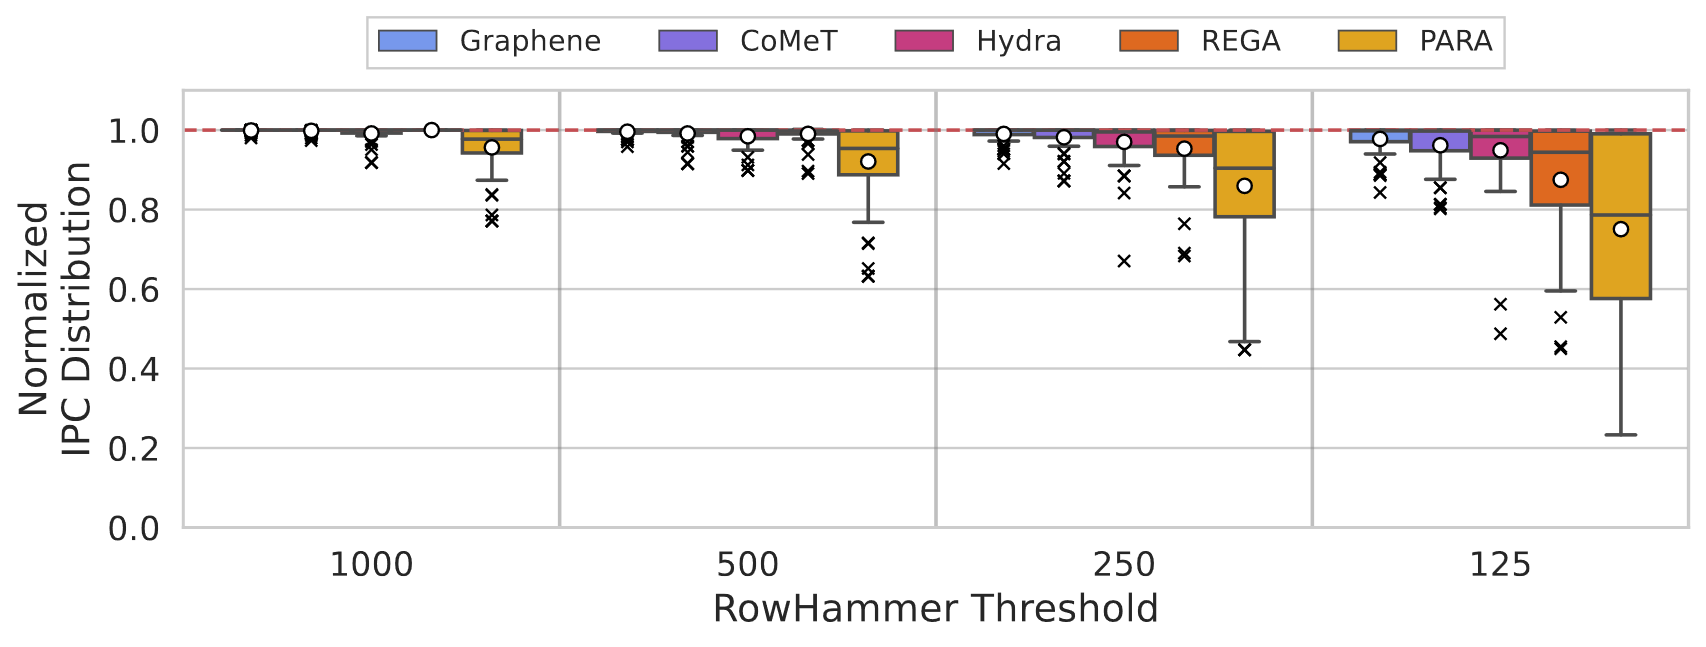 Graphene CoMeT Hydra REGA PARA
Normalized
IPC Distribution
1.0
0.8
0.6
0.4
0.2
0.0
1000 500 250 125
RowHammer Threshold